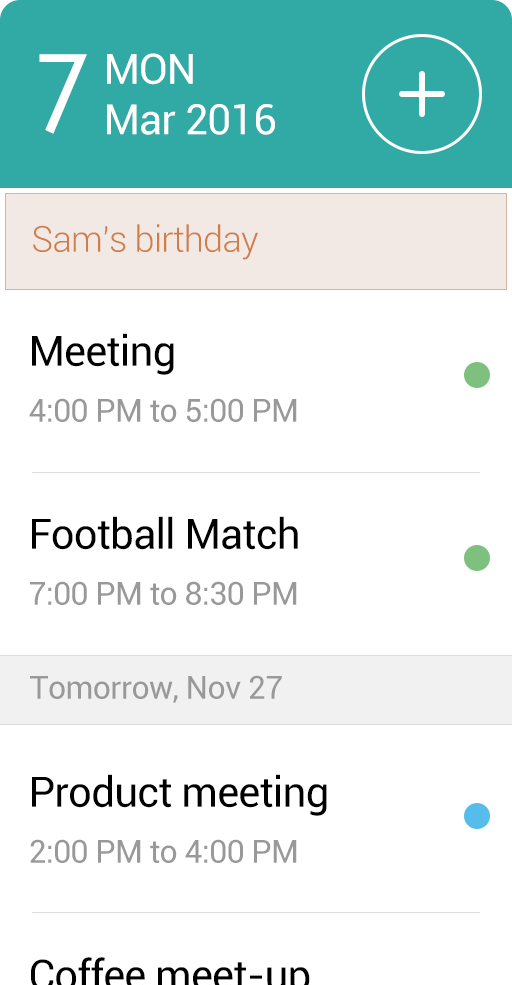 7 MON
Mar 2016
Sam's birthday
Meeting
4:00 PM to 5:00 PM
Football Match
7:00 PM to 8:30 PM
Tomorrow, Nov 27
Product meeting
2:00 PM to 4:00 PM
Coffee meet-up